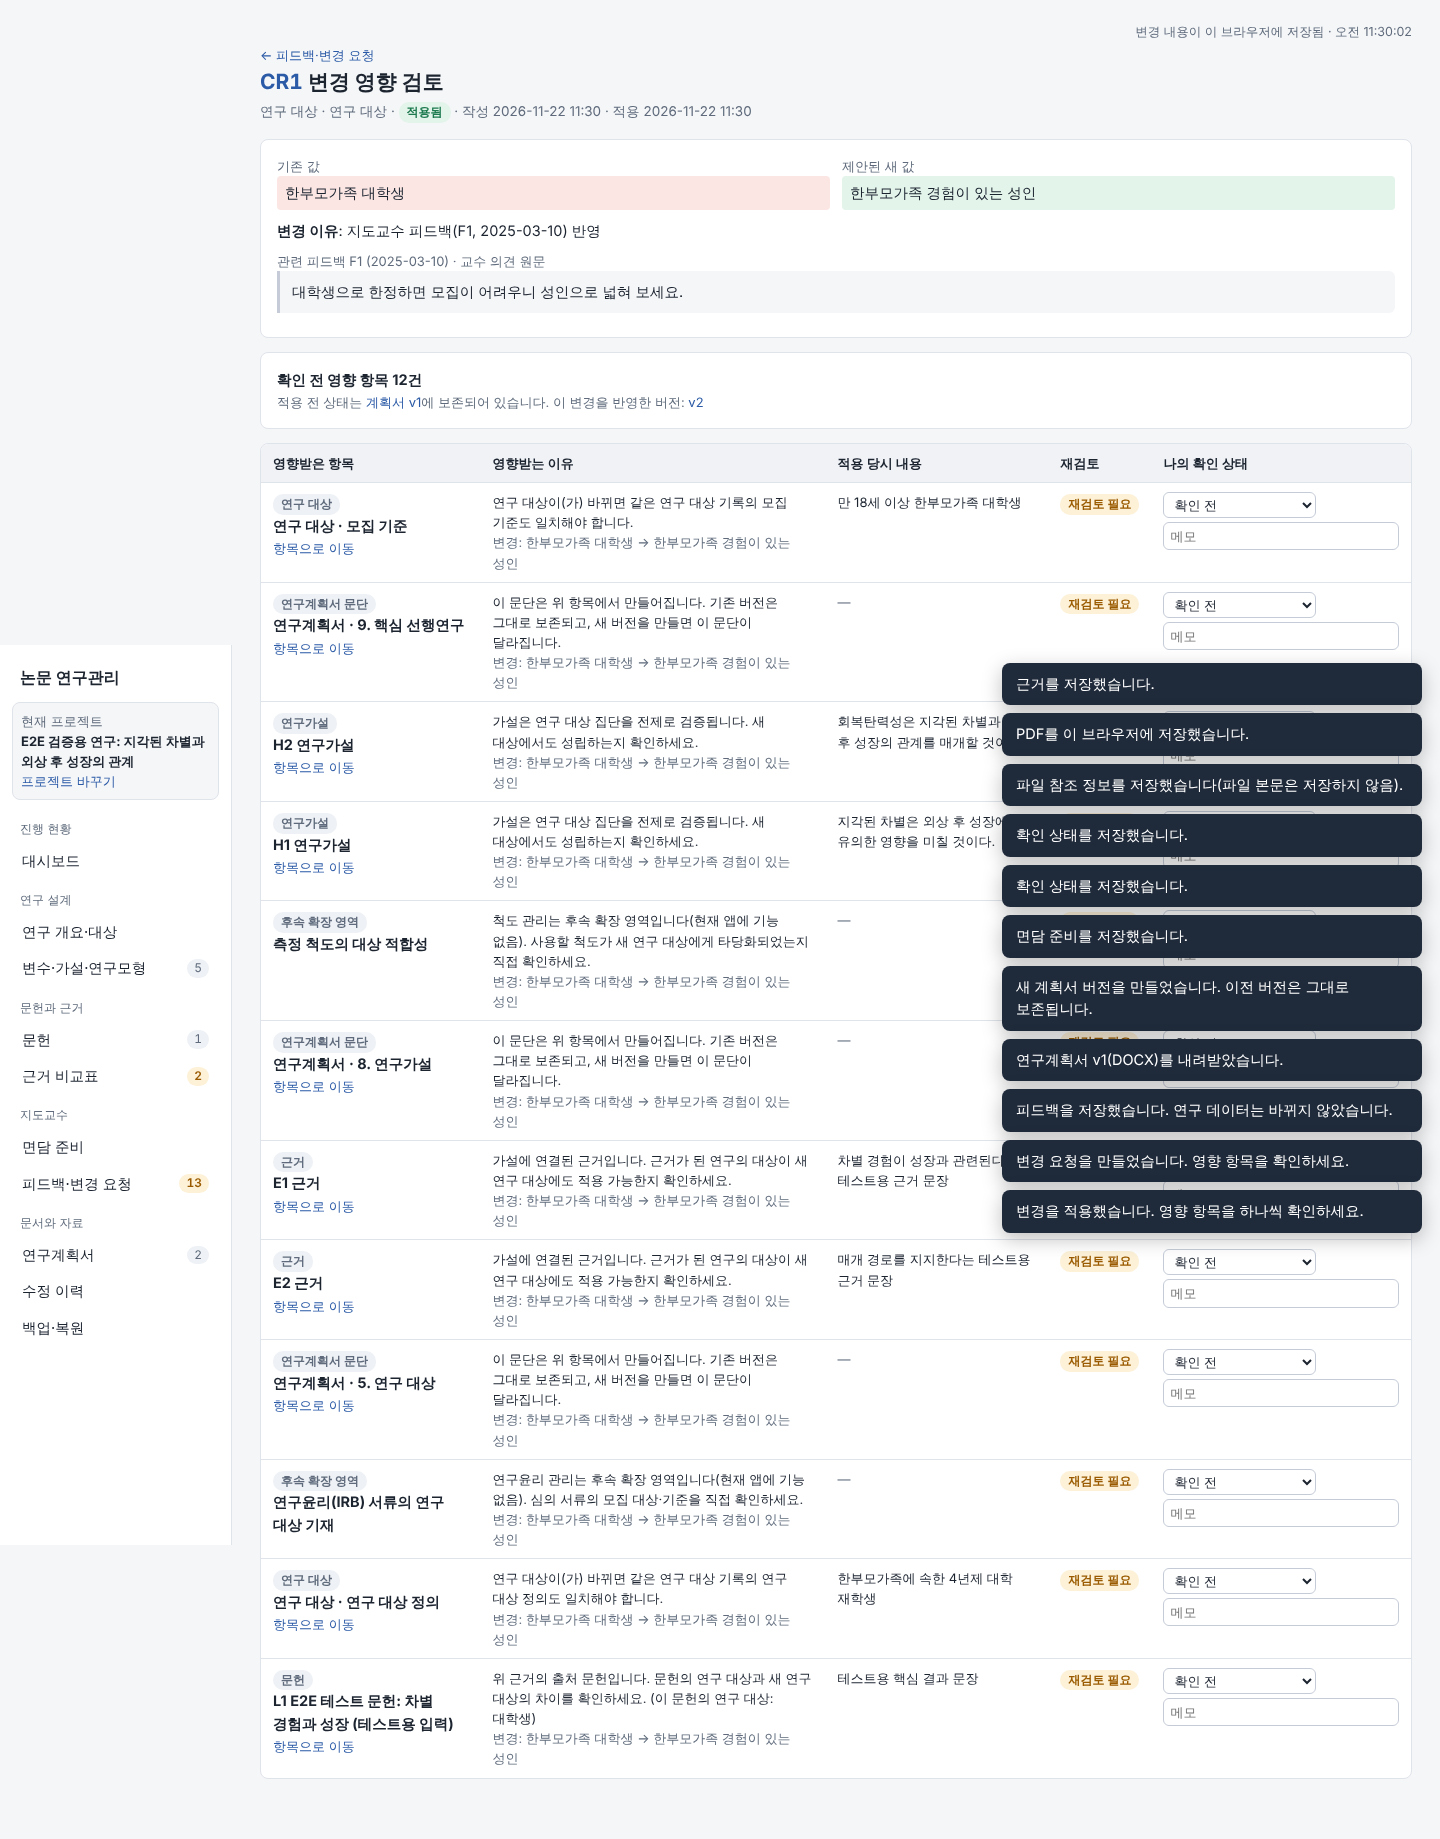 변경 내용이 이 브라우저에 저장됨 · 오전 11:30:02
← 피드백·변경 요청
CR1 변경 영향 검토
연구 대상 · 연구 대상 · 적용됨 · 작성 2026-11-22 11:30 · 적용 2026-11-22 11:30
기존 값
한부모가족 대학생
제안된 새 값
한부모가족 경험이 있는 성인
변경 이유: 지도교수 피드백(F1, 2025-03-10) 반영
관련 피드백 F1 (2025-03-10) · 교수 의견 원문
대학생으로 한정하면 모집이 어려우니 성인으로 넓혀 보세요.
확인 전 영향 항목 12건
적용 전 상태는 계획서 v1에 보존되어 있습니다. 이 변경을 반영한 버전: v2
영향받은 항목 영향받는 이유 적용 당시 내용 재검토 나의 확인 상태
연구 대상
연구 대상 · 모집 기준
항목으로 이동
연구 대상이(가) 바뀌면 같은 연구 대상 기록의 모집
기준도 일치해야 합니다.
변경: 한부모가족 대학생 → 한부모가족 경험이 있는
성인
만 18세 이상 한부모가족 대학생
재검토 필요
확인 전
메모
연구계획서 문단
연구계획서 · 9. 핵심 선행연구
항목으로 이동
이 문단은 위 항목에서 만들어집니다. 기존 버전은
그대로 보존되고, 새 버전을 만들면 이 문단이
달라집니다.
변경: 한부모가족 대학생 → 한부모가족 경험이 있는
성인
—
재검토 필요
확인 전
메모
연구가설
H2 연구가설
항목으로 이동
가설은 연구 대상 집단을 전제로 검증됩니다. 새
대상에서도 성립하는지 확인하세요.
변경: 한부모가족 대학생 → 한부모가족 경험이 있는
성인
회복탄력성은 지각된 차별과
후 성장의 관계를 매개할
연구가설
H1 연구가설
항목으로 이동
가설은 연구 대상 집단을 전제로 검증됩니다. 새
대상에서도 성립하는지 확인하세요.
변경: 한부모가족 대학생 → 한부모가족 경험이 있는
성인
지각된 차별은 외상 후
유의한 영향을 미칠 것이다.
후속 확장 영역
측정 척도의 대상 적합성
척도 관리는 후속 확장 영역입니다(현재 앱에 기능
없음). 사용할 척도가 새 연구 대상에게 타당화되었는지
직접 확인하세요.
변경: 한부모가족 대학생 → 한부모가족 경험이 있는
성인
—
연구계획서 문단
연구계획서 · 8. 연구가설
항목으로 이동
이 문단은 위 항목에서 만들어집니다. 기존 버전은
그대로 보존되고, 새 버전을 만들면 이 문단이
달라집니다.
변경: 한부모가족 대학생 → 한부모가족 경험이 있는
성인
—
근거
E1 근거
항목으로 이동
가설에 연결된 근거입니다. 근거가 된 연구의 대상이 새
연구 대상에도 적용 가능한지 확인하세요.
변경: 한부모가족 대학생 → 한부모가족 경험이 있는
성인
차별 경험이 성장과
테스트용 근거 문장
근거
E2 근거
항목으로 이동
가설에 연결된 근거입니다. 근거가 된 연구의 대상이 새
연구 대상에도 적용 가능한지 확인하세요.
변경: 한부모가족 대학생 → 한부모가족 경험이 있는
성인
매개 경로를 지지한다는 테스트용
근거 문장
재검토 필요
확인 전
메모
연구계획서 문단
연구계획서 · 5. 연구 대상
항목으로 이동
이 문단은 위 항목에서 만들어집니다. 기존 버전은
그대로 보존되고, 새 버전을 만들면 이 문단이
달라집니다.
변경: 한부모가족 대학생 → 한부모가족 경험이 있는
성인
—
재검토 필요
확인 전
메모
후속 확장 영역
연구윤리(IRB) 서류의 연구
대상 기재
연구윤리 관리는 후속 확장 영역입니다(현재 앱에 기능
없음). 심의 서류의 모집 대상·기준을 직접 확인하세요.
변경: 한부모가족 대학생 → 한부모가족 경험이 있는
성인
—
재검토 필요
확인 전
메모
연구 대상
연구 대상 · 연구 대상 정의
항목으로 이동
연구 대상이(가) 바뀌면 같은 연구 대상 기록의 연구
대상 정의도 일치해야 합니다.
변경: 한부모가족 대학생 → 한부모가족 경험이 있는
성인
한부모가족에 속한 4년제 대학
재학생
재검토 필요
확인 전
메모
문헌
L1 E2E 테스트 문헌: 차별
경험과 성장 (테스트용 입력)
항목으로 이동
위 근거의 출처 문헌입니다. 문헌의 연구 대상과 새 연구
대상의 차이를 확인하세요. (이 문헌의 연구 대상:
대학생)
변경: 한부모가족 대학생 → 한부모가족 경험이 있는
성인
테스트용 핵심 결과 문장
재검토 필요
확인 전
메모
논문 연구관리
현재 프로젝트
E2E 검증용 연구: 지각된 차별과
외상 후 성장의 관계
프로젝트 바꾸기
진행 현황
대시보드
연구 설계
연구 개요·대상
변수·가설·연구모형 5
문헌과 근거
문헌 1
근거 비교표 2
지도교수
면담 준비
피드백·변경 요청 13
문서와 자료
연구계획서 2
수정 이력
백업·복원
근거를 저장했습니다.
PDF를 이 브라우저에 저장했습니다.
파일 참조 정보를 저장했습니다(파일 본문은 저장하지 않음).
확인 상태를 저장했습니다.
확인 상태를 저장했습니다.
면담 준비를 저장했습니다.
새 계획서 버전을 만들었습니다. 이전 버전은 그대로
보존됩니다.
연구계획서 v1(DOCX)를 내려받았습니다.
피드백을 저장했습니다. 연구 데이터는 바뀌지 않았습니다.
변경 요청을 만들었습니다. 영향 항목을 확인하세요.
변경을 적용했습니다. 영향 항목을 하나씩 확인하세요.